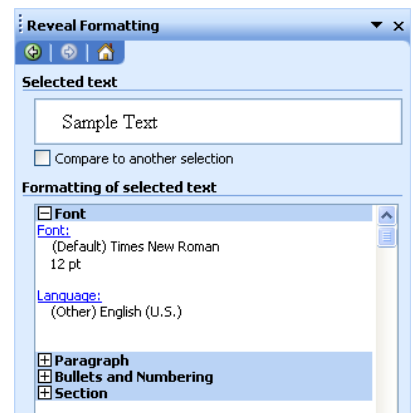 Reveal Formatting
Selected text
Sample Text
Compare to another selection
Formatting of selected text
Font
Font:
(Default) Times New Roman
12 pt
Language:
(Other) English (U.S.)
Paragraph
Bullets and Numbering
Section